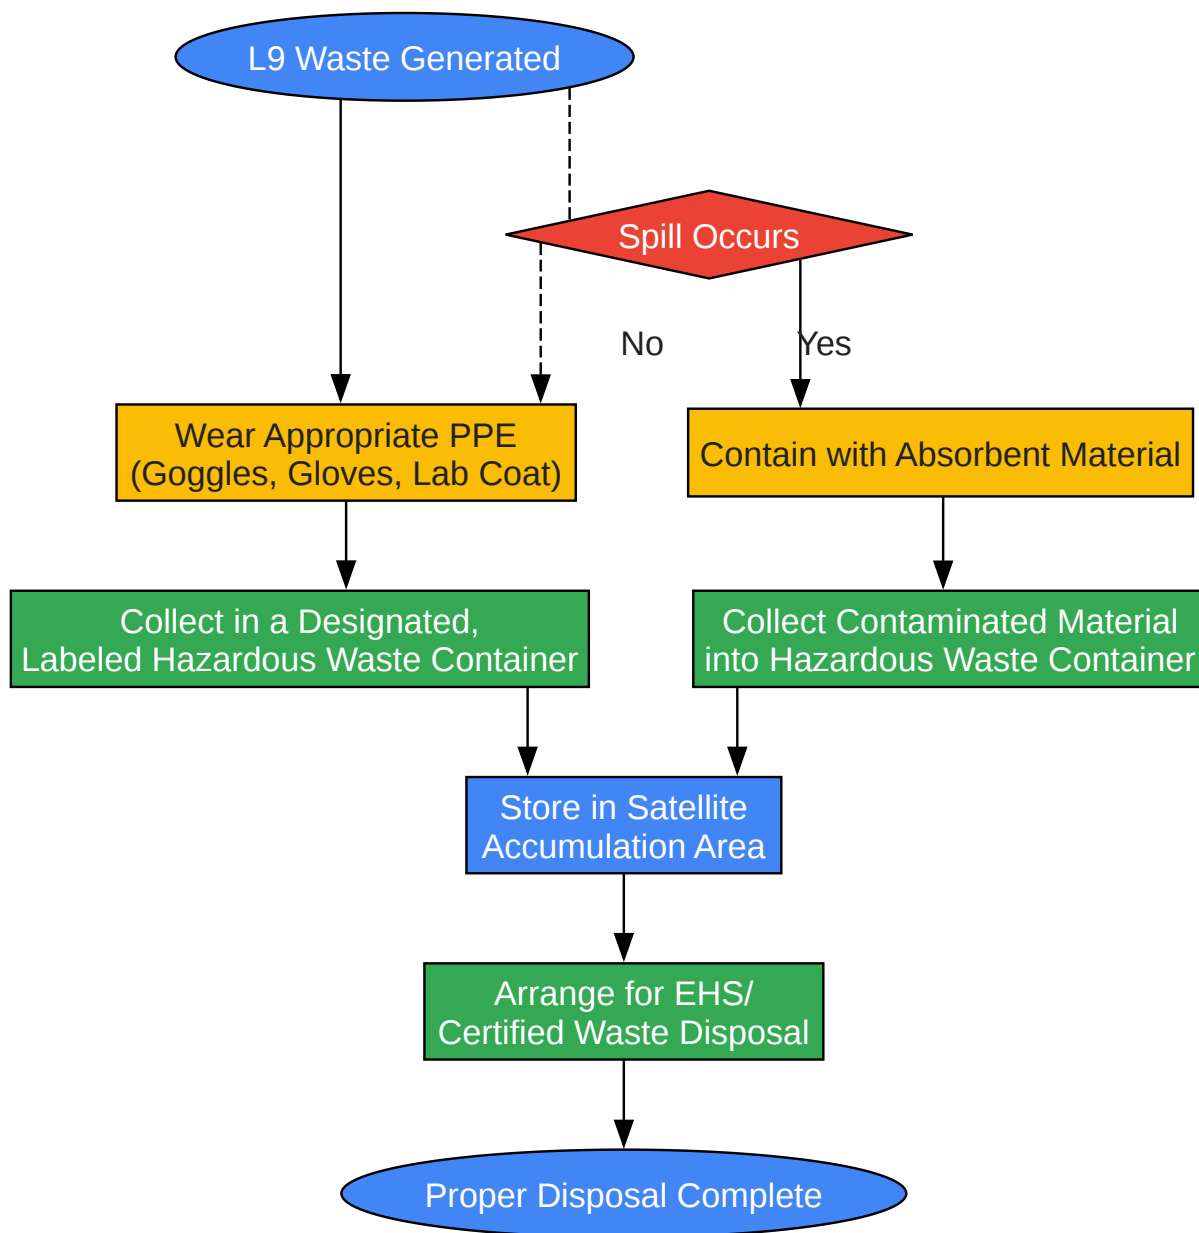 L9 Waste Generated
Spill Occurs
No
Yes
Wear Appropriate PPE
(Goggles, Gloves, Lab Coat)
Contain with Absorbent Material
Collect in a Designated,
Labeled Hazardous Waste Container
Collect Contaminated Material
into Hazardous Waste Container
Store in Satellite
Accumulation Area
Arrange for EHS/
Certified Waste Disposal
Proper Disposal Complete